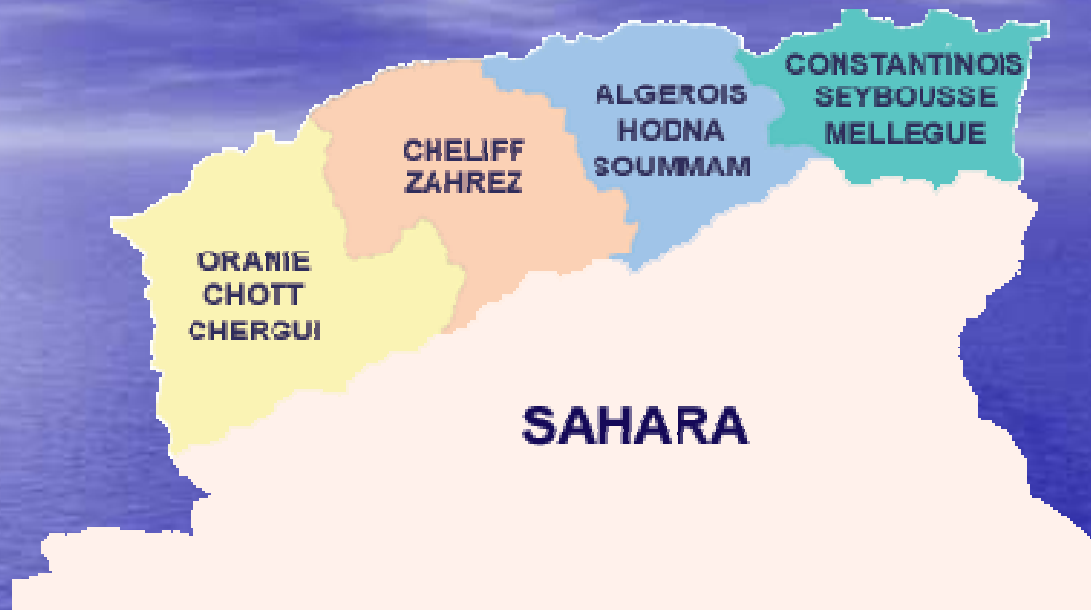 CONSTANTINOIS
SEYBOUSSE
MELLEGUE
ALGEROIS
HODNA
SOUMMAM
CHELIFF
ZAHREZ
ORANIE
CHOTT
CHERGUI
SAHARA